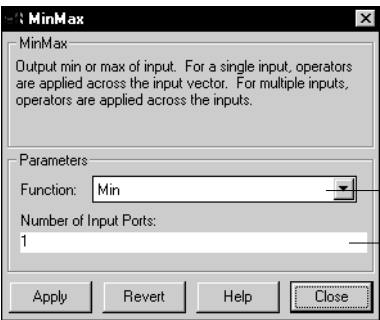 MinMax
MinMax
Output min or max of input. For a single input, operators
are applied across the input vector. For multiple inputs,
operators are applied across the inputs.
Parameters
Function: Min
Number of Input Ports:
1
Apply Revert Help Close